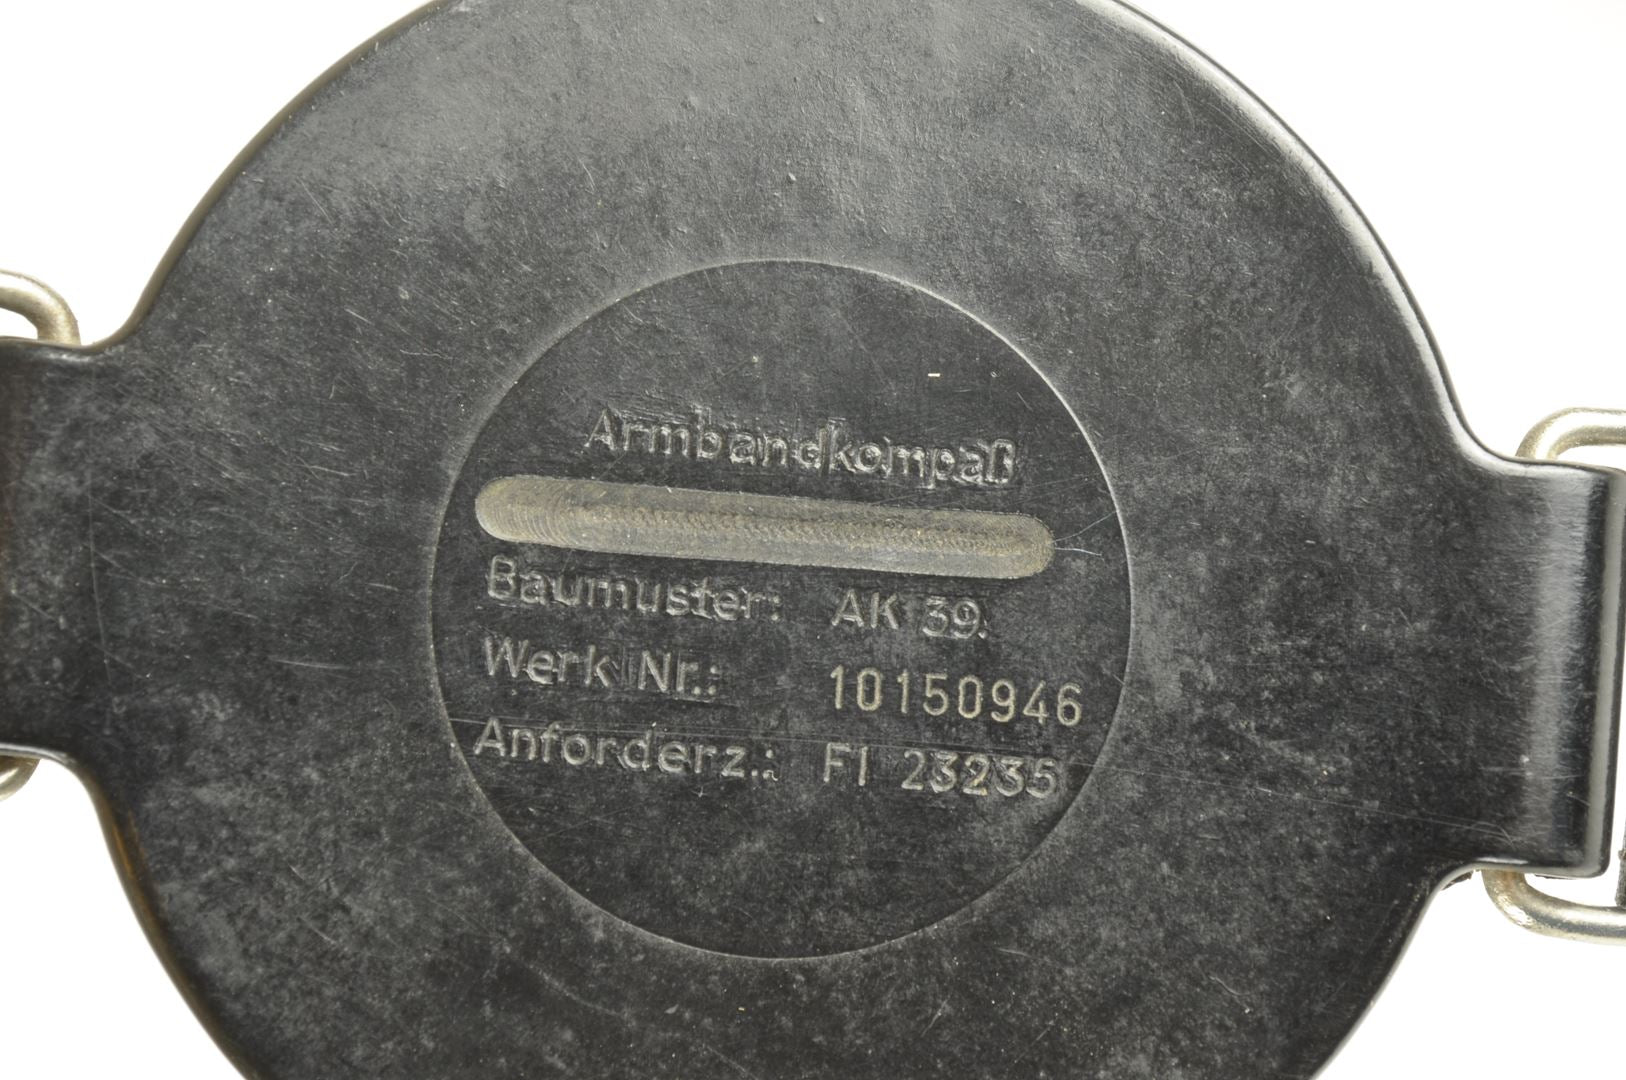 Armbandkompaß
Baumuster: AK 39.
Werk Nr.: 10150946
Anforderz.: Fl 23235